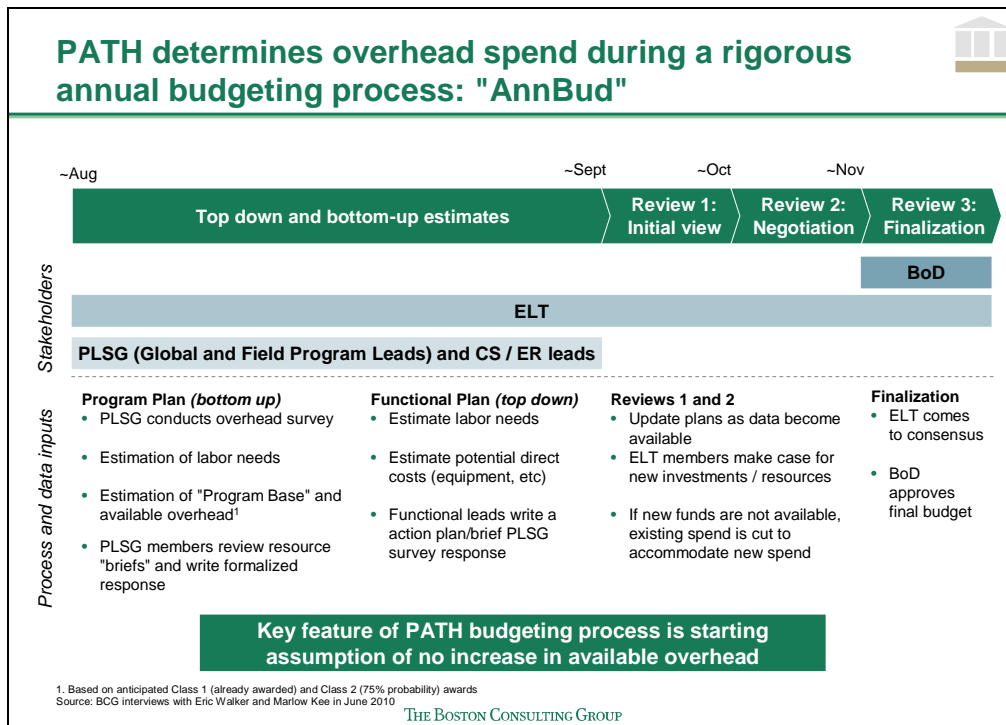 PATH determines overhead spend during a rigorous
annual budgeting process: "AnnBud"
~Aug
~Sept
~Oct
~Nov
Top down and bottom-up estimates
Review 1:
Initial view
Review 2:
Negotiation
Review 3:
Finalization
Stakeholders
BoD
ELT
PLSG (Global and Field Program Leads) and CS / ER leads
Process and data inputs
Program Plan (bottom up)
• PLSG conducts overhead survey
• Estimation of labor needs
• Estimation of "Program Base" and
available overhead1
• PLSG members review resource
"briefs" and write formalized
response
Functional Plan (top down)
• Estimate labor needs
• Estimate potential direct
costs (equipment, etc)
• Functional leads write a
action plan/brief PLSG
survey response
Reviews 1 and 2
• Update plans as data become
available
• ELT members make case for
new investments / resources
• If new funds are not available,
existing spend is cut to
accommodate new spend
Finalization
• ELT comes
to consensus
• BoD
approves
final budget
Key feature of PATH budgeting process is starting
assumption of no increase in available overhead
1. Based on anticipated Class 1 (already awarded) and Class 2 (75% probability) awards
Source: BCG interviews with Eric Walker and Marlow Kee in June 2010
THE BOSTON CONSULTING GROUP